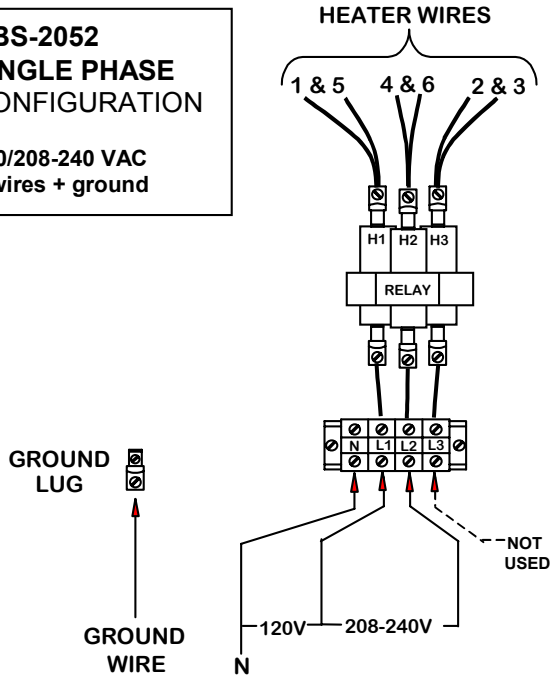 HEATER WIRES
BS-2052
NGLE PHASE
ONFIGURATION
0/208-240 VAC
wires + ground
1 & 5 4 & 6 2 & 3
H1 H2 H3
RELAY
N L1 L2 L3
GROUND
LUG
NOT
USED
120V 208-240V
GROUND
WIRE
N